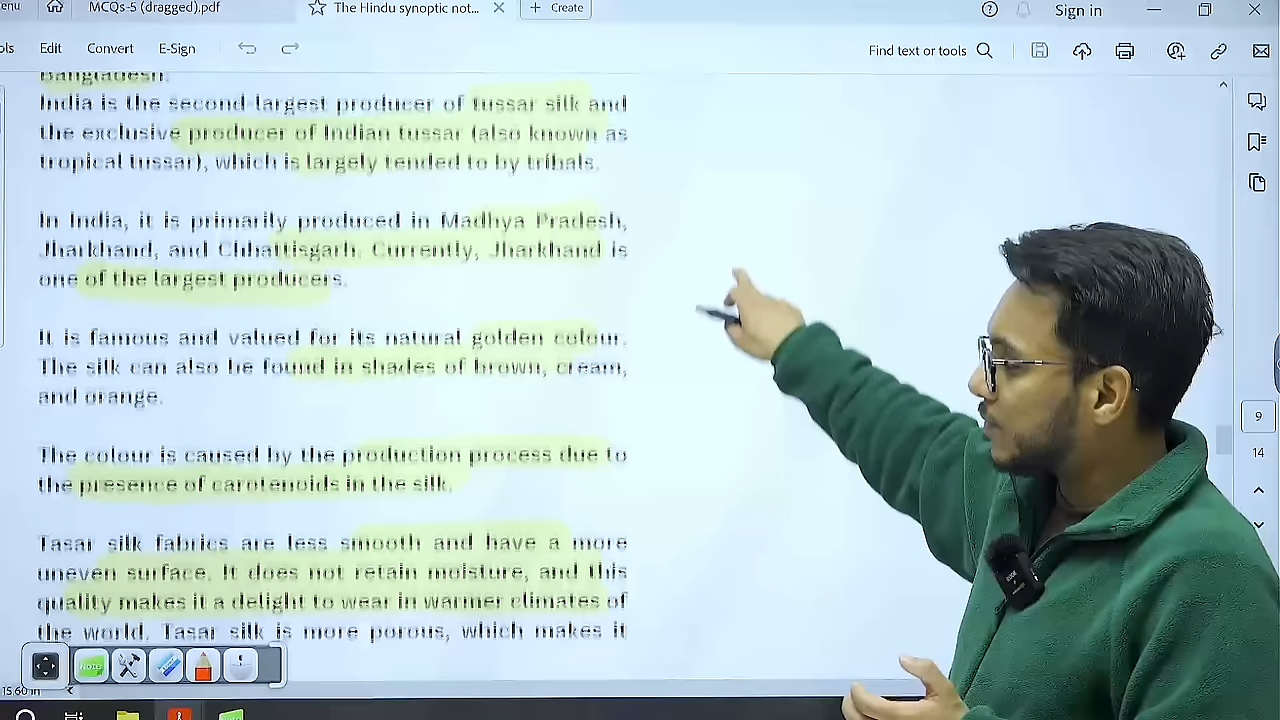 enu
MCQs-5 (dragged).pdf
The Hindu synoptic not...
Create
Sign in
ols
Edit
Convert
E-Sign
Find text or tools
Bangladesh.
India is the second-largest producer of tussar silk and
the exclusive producer of Indian tussar (also known as
tropical tussar), which is largely tended to by tribals.
In India, it is primarily produced in Madhya Pradesh,
Jharkhand, and Chhattisgarh. Currently, Jharkhand is
one of the largest producers.
It is famous and valued for its natural golden colour.
The silk can also be found in shades of brown, cream,
and orange.
The colour is caused by the production process due to
the presence of carotenoids in the silk.
Tasar silk fabrics are less smooth and have a more
uneven surface. It does not retain moisture, and this
quality makes it a delight to wear in warmer climates of
the world. Tasar silk is more porous, which makes it
9
14
NOTE